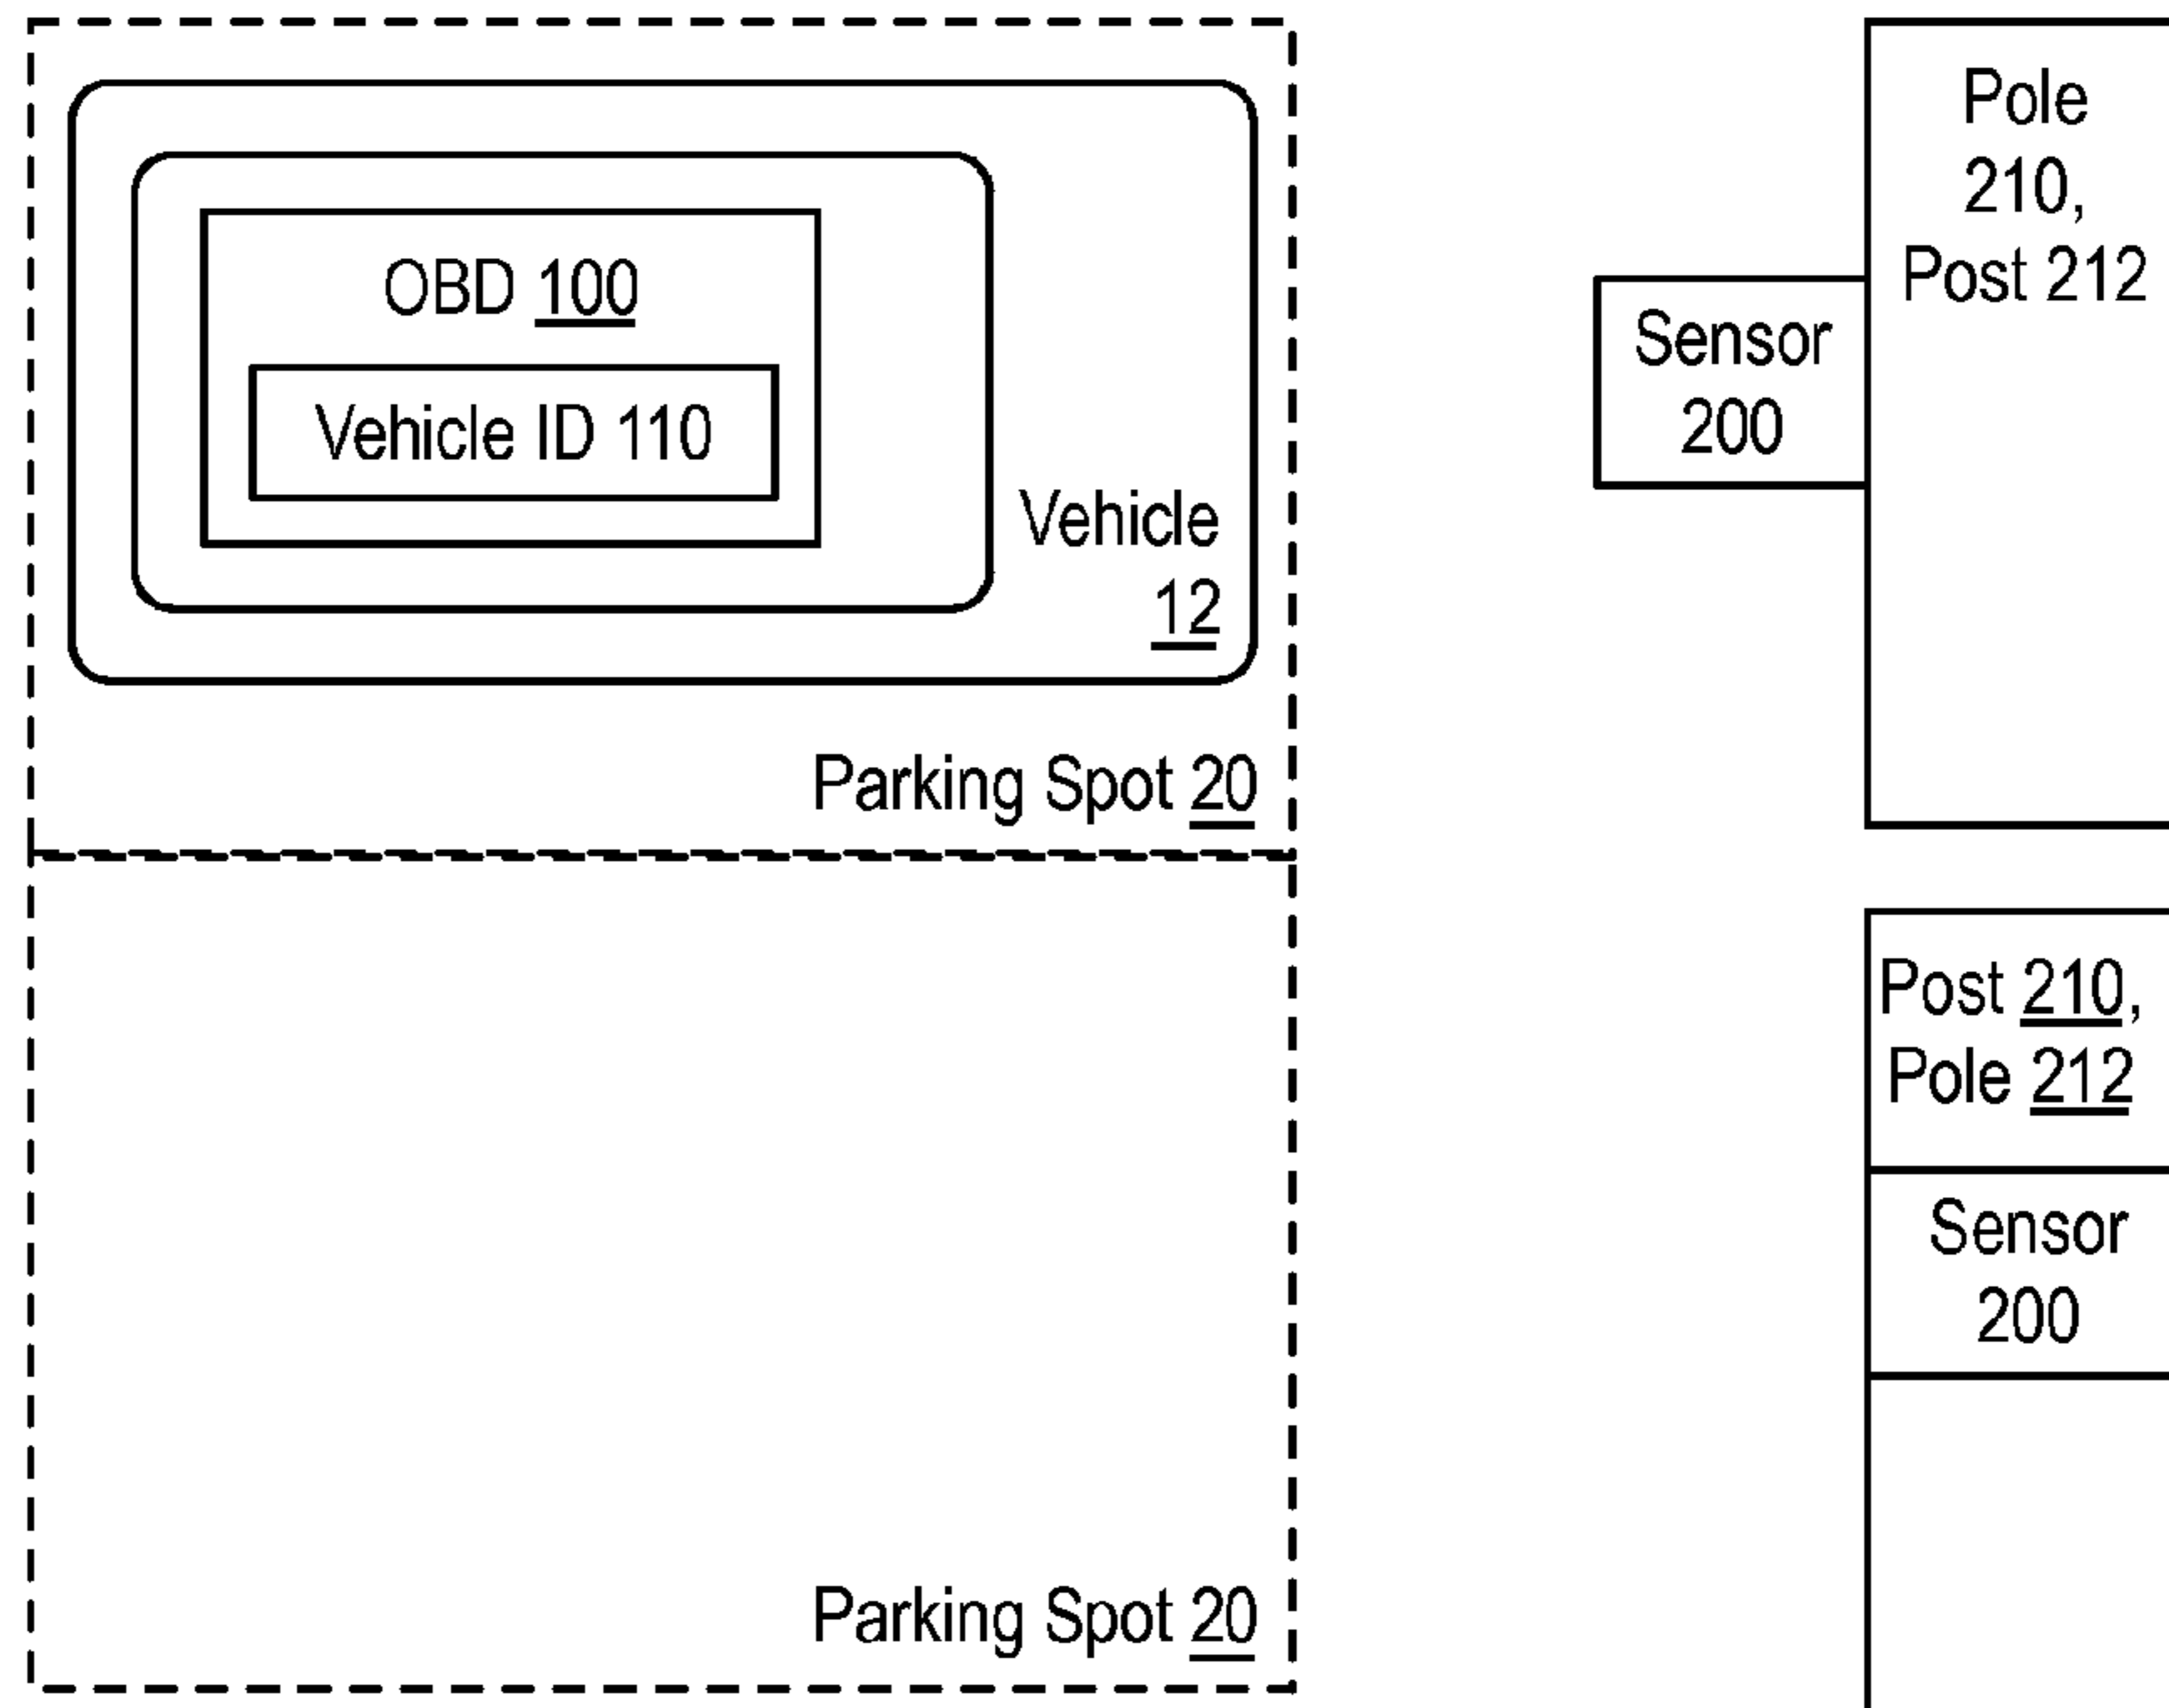 OBD 100
Vehicle ID 110
Vehicle
12
Parking Spot 20
Pole
210,
Post 212
Sensor
200
Parking Spot 20
Post 210,
Pole 212
Sensor
200